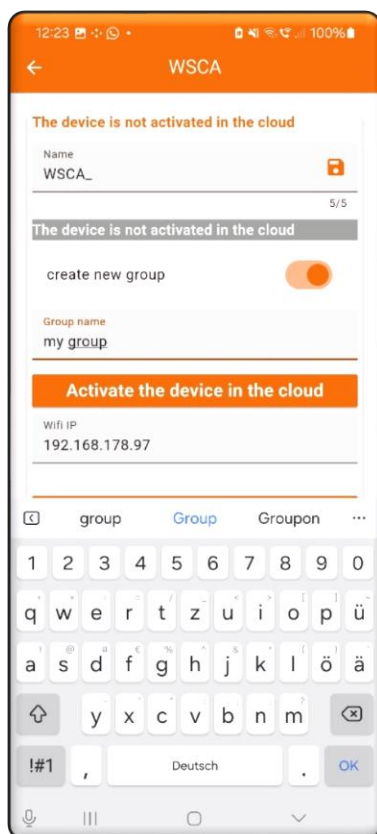 12:23 100%
WSCA
The device is not activated in the cloud
Name
WSCA_
5/5
The device is not activated in the cloud
create new group
Group name
my group
Activate the device in the cloud
Wifi IP
192.168.178.97
group Group Groupon ...
1 2 3 4 5 6 7 8 9 0
q w e r t z u i o p ü
a s d f g h j k l ö ä
y x c v b n m
!#1 , Deutsch . OK